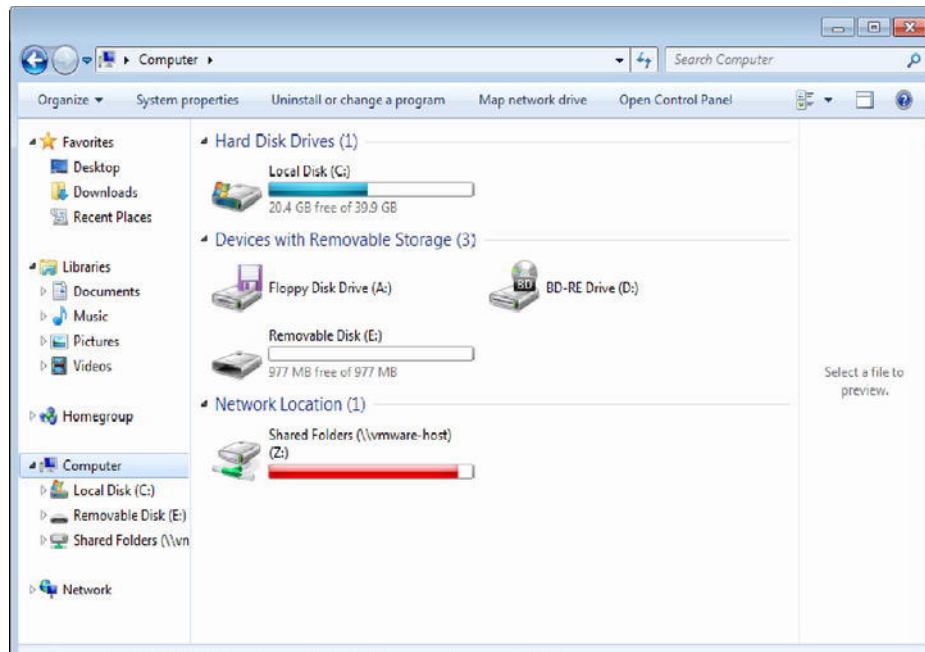 Computer
Search Computer
Organize
System properties
Uninstall or change a program
Map network drive
Open Control Panel
Favorites
Desktop
Downloads
Recent Places
Libraries
Documents
Music
Pictures
Videos
Homegroup
Computer
Local Disk (C:)
Removable Disk (E:)
Shared Folders (\\vn
Network
Hard Disk Drives (1)
Local Disk (C:)
20.4 GB free of 39.9 GB
Devices with Removable Storage (3)
Floppy Disk Drive (A:)
BD
BD-RE Drive (D:)
Removable Disk (E:)
977 MB free of 977 MB
Network Location (1)
Shared Folders (\\vmware-host)
(Z:)
Select a file to
preview.